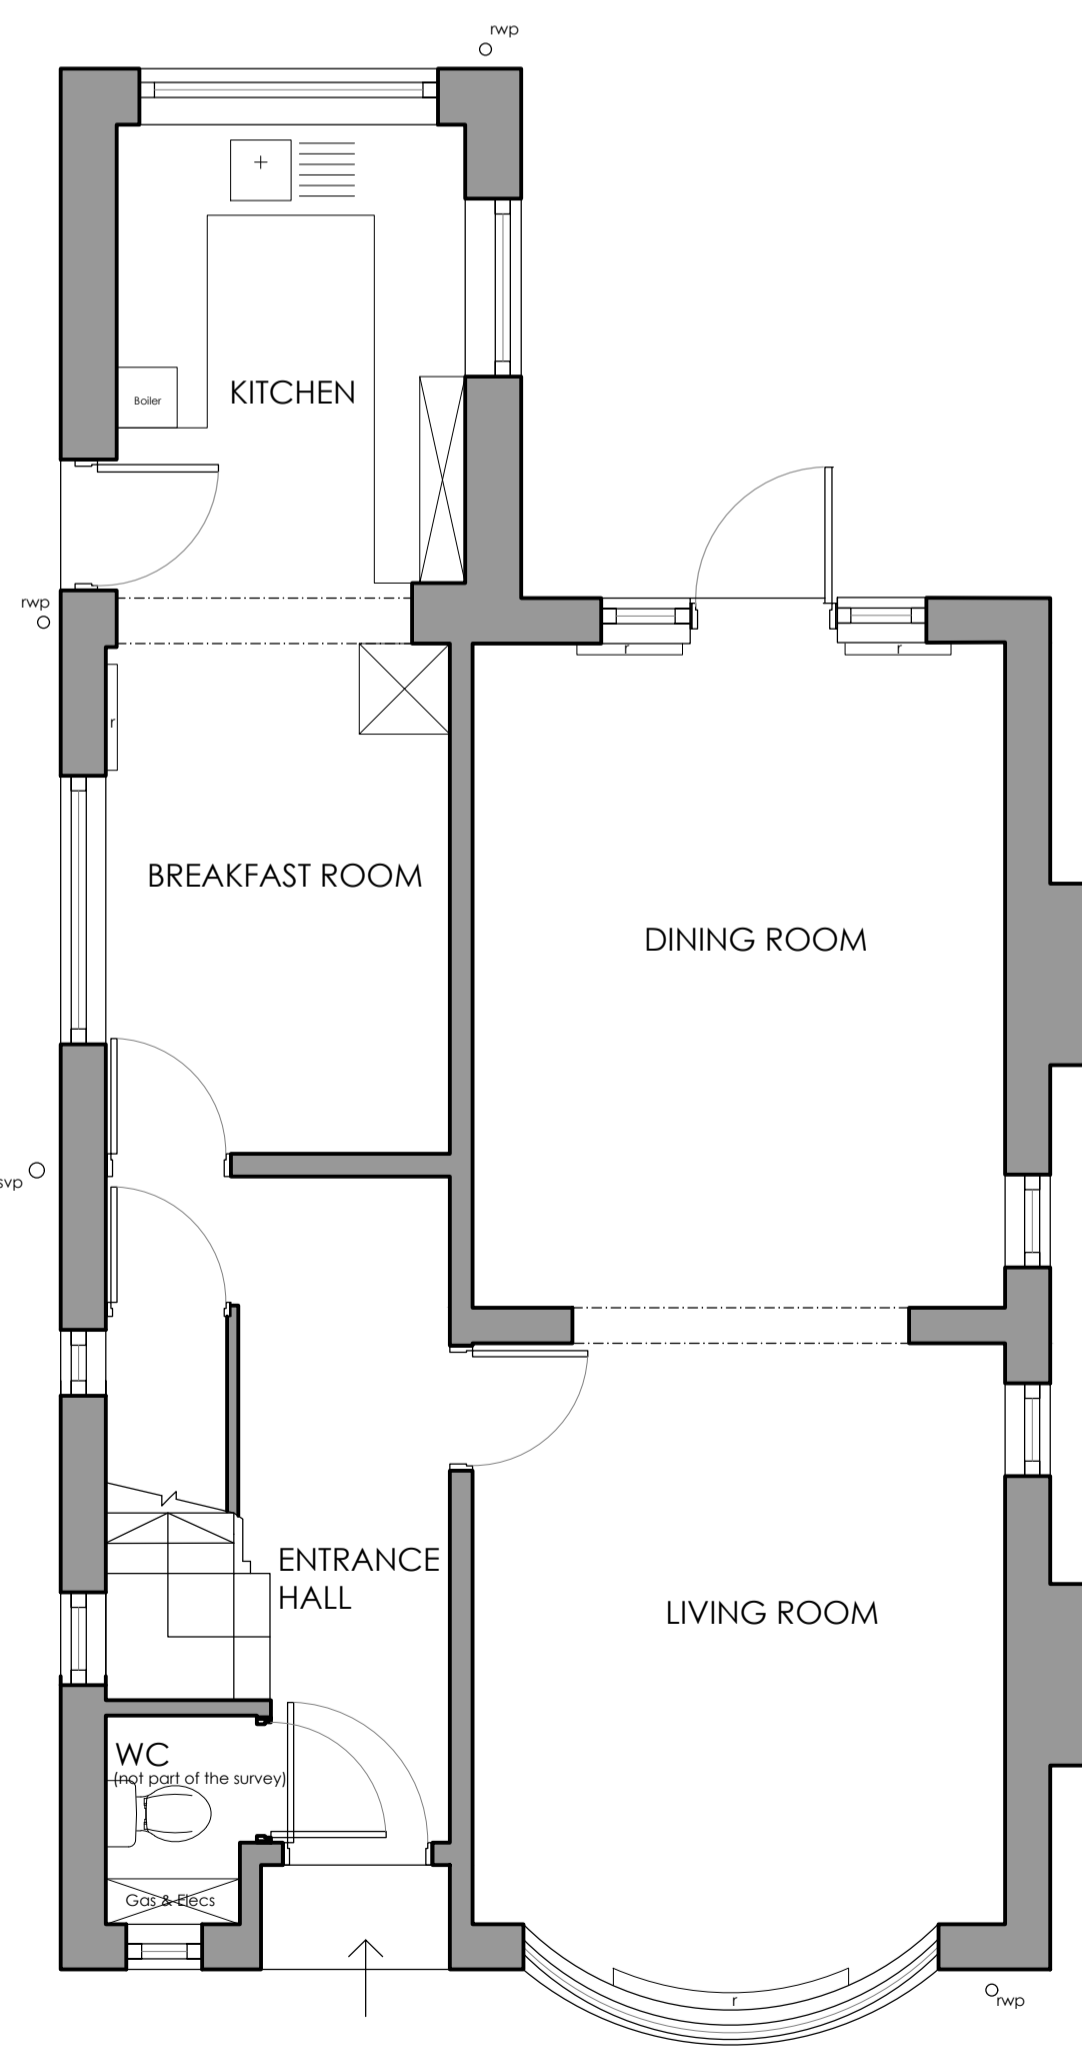 rwp
Boiler
KITCHEN
rwp
r
r
r
BREAKFAST ROOM
DINING ROOM
svp
ENTRANCE
HALL
LIVING ROOM
WC
(not part of the survey)
Gas & Elecs
r
rwp